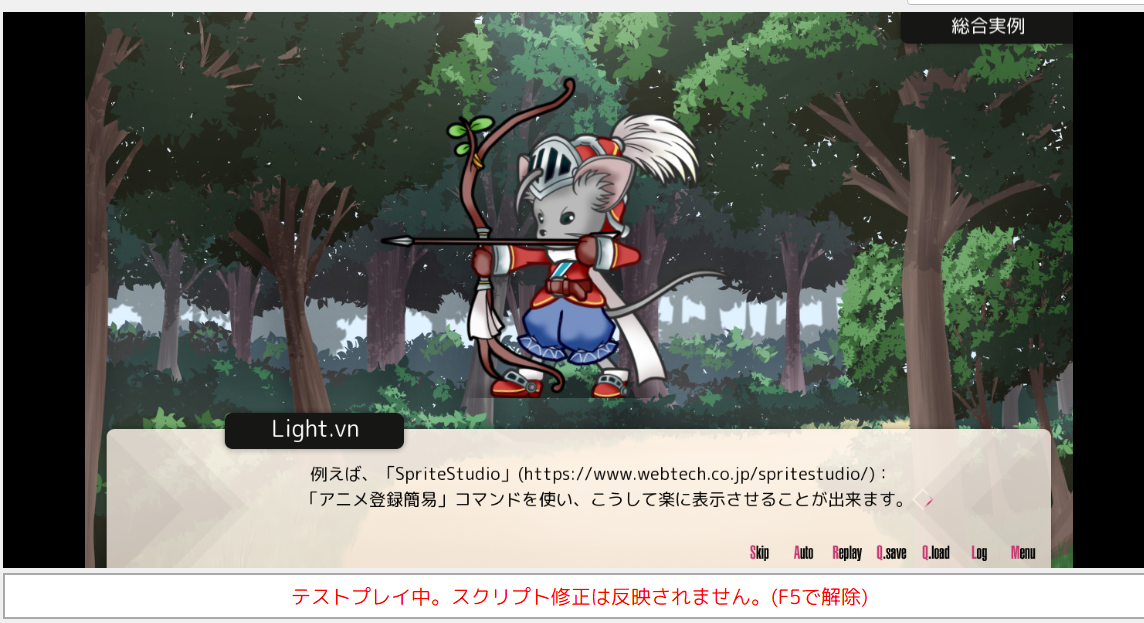 総合実例
Light.vn
例えば、「SpriteStudio」(https://www.webtech.co.jp/spritestudio/)：
「アニメ登録簡易」コマンドを使い、こうして楽に表示させることが出来ます。
Skip Auto Replay Q.save Q.load Log Menu
テストプレイ中。スクリプト修正は反映されません。(F5で解除)